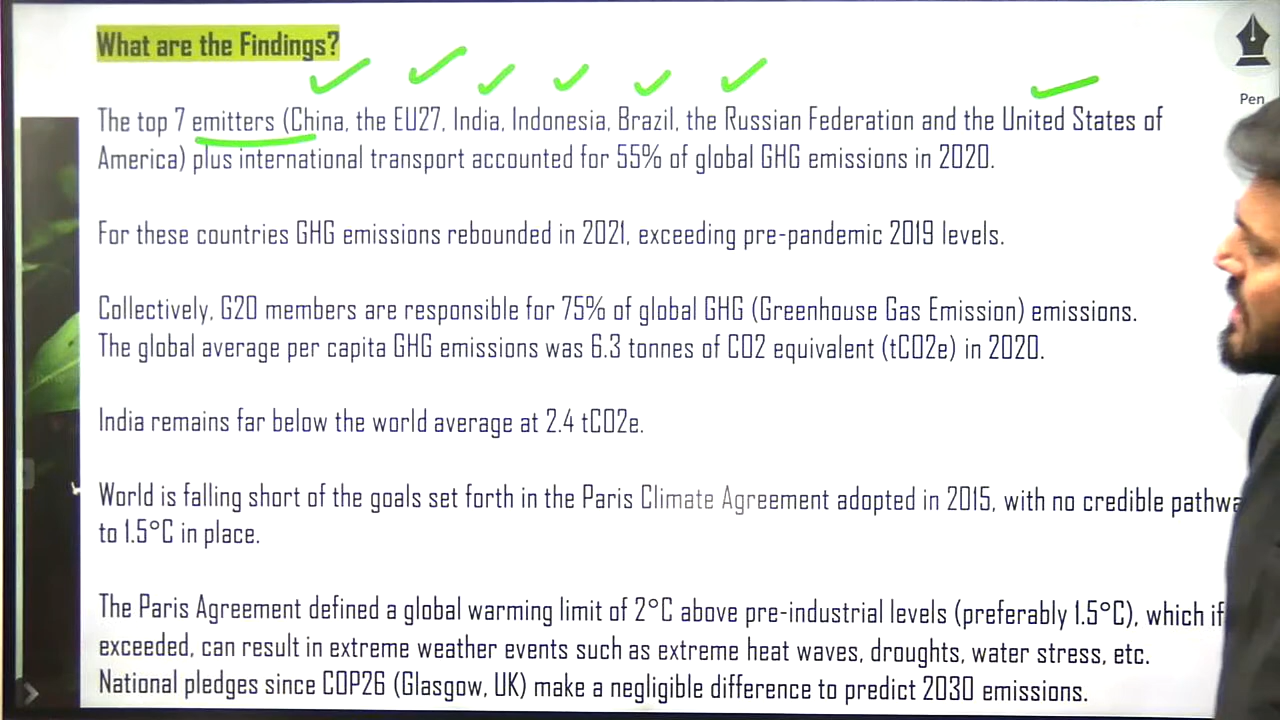 What are the Findings?
Pen
The top 7 emitters (China, the EU27, India, Indonesia, Brazil, the Russian Federation and the United States of
America) plus international transport accounted for 55% of global GHG emissions in 2020.
For these countries GHG emissions rebounded in 2021, exceeding pre-pandemic 2019 levels.
Collectively, G20 members are responsible for 75% of global GHG (Greenhouse Gas Emission) emissions.
The global average per capita GHG emissions was 6.3 tonnes of CO2 equivalent (tCO2e) in 2020.
India remains far below the world average at 2.4 tCO2e.
World is falling short of the goals set forth in the Paris Climate Agreement adopted in 2015, with no credible pathwa
to 1.5°C in place.
The Paris Agreement defined a global warming limit of 2°C above pre-industrial levels (preferably 1.5°C), which if
exceeded, can result in extreme weather events such as extreme heat waves, droughts, water stress, etc.
National pledges since COP26 (Glasgow, UK) make a negligible difference to predict 2030 emissions.